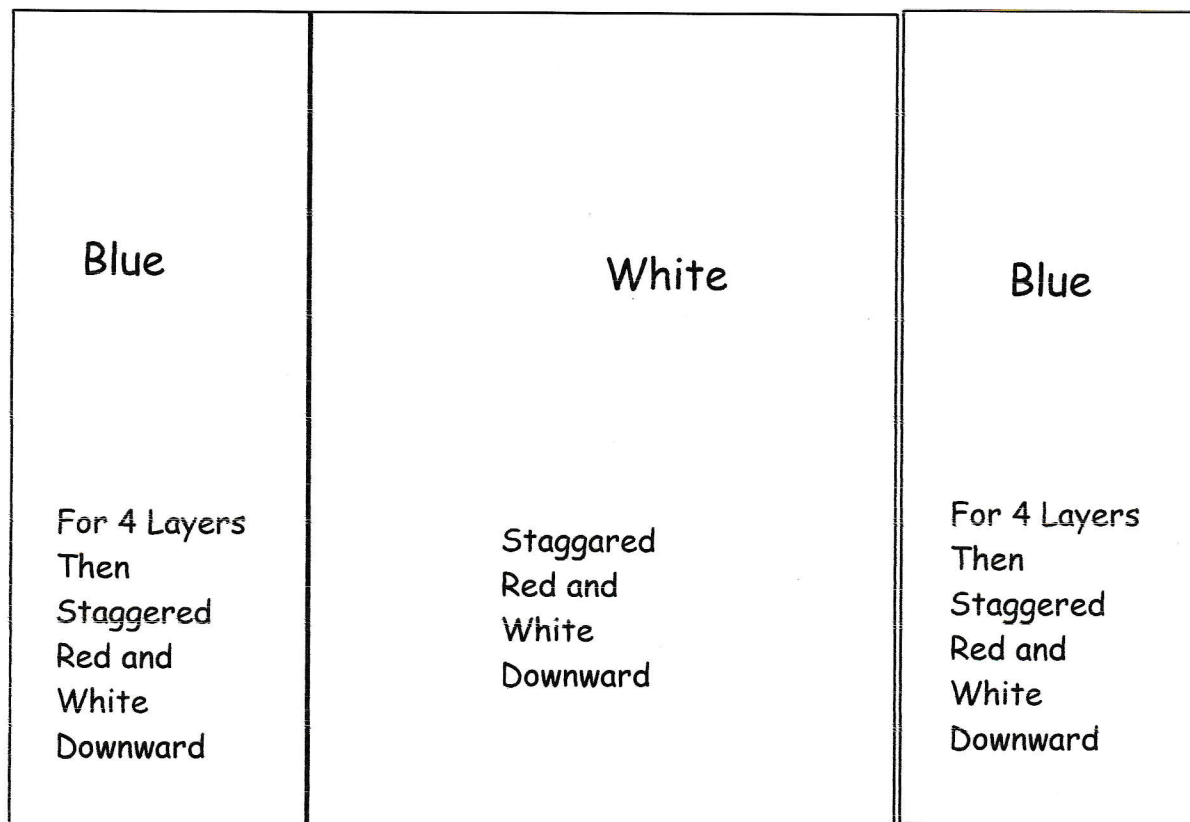 Blue
For 4 Layers
Then
Staggered
Red and
White
Downward
White
Staggared
Red and
White
Downward
Blue
For 4 Layers
Then
Staggered
Red and
White
Downward